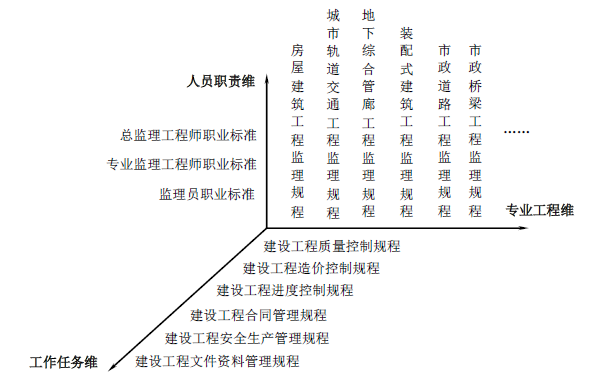 人员职责维
总监理工程师职业标准
专业监理工程师职业标准
监理员职业标准
房屋建筑工程监理规程
城市轨道交通工程监理规程
地下综合管廊工程监理规程
装配式建筑工程监理规程
市政道路工程监理规程
市政桥梁工程监理规程
……
专业工程维
建设工程质量控制规程
建设工程造价控制规程
建设工程进度控制规程
建设工程合同管理规程
建设工程安全生产管理规程
建设工程文件资料管理规程
工作任务维